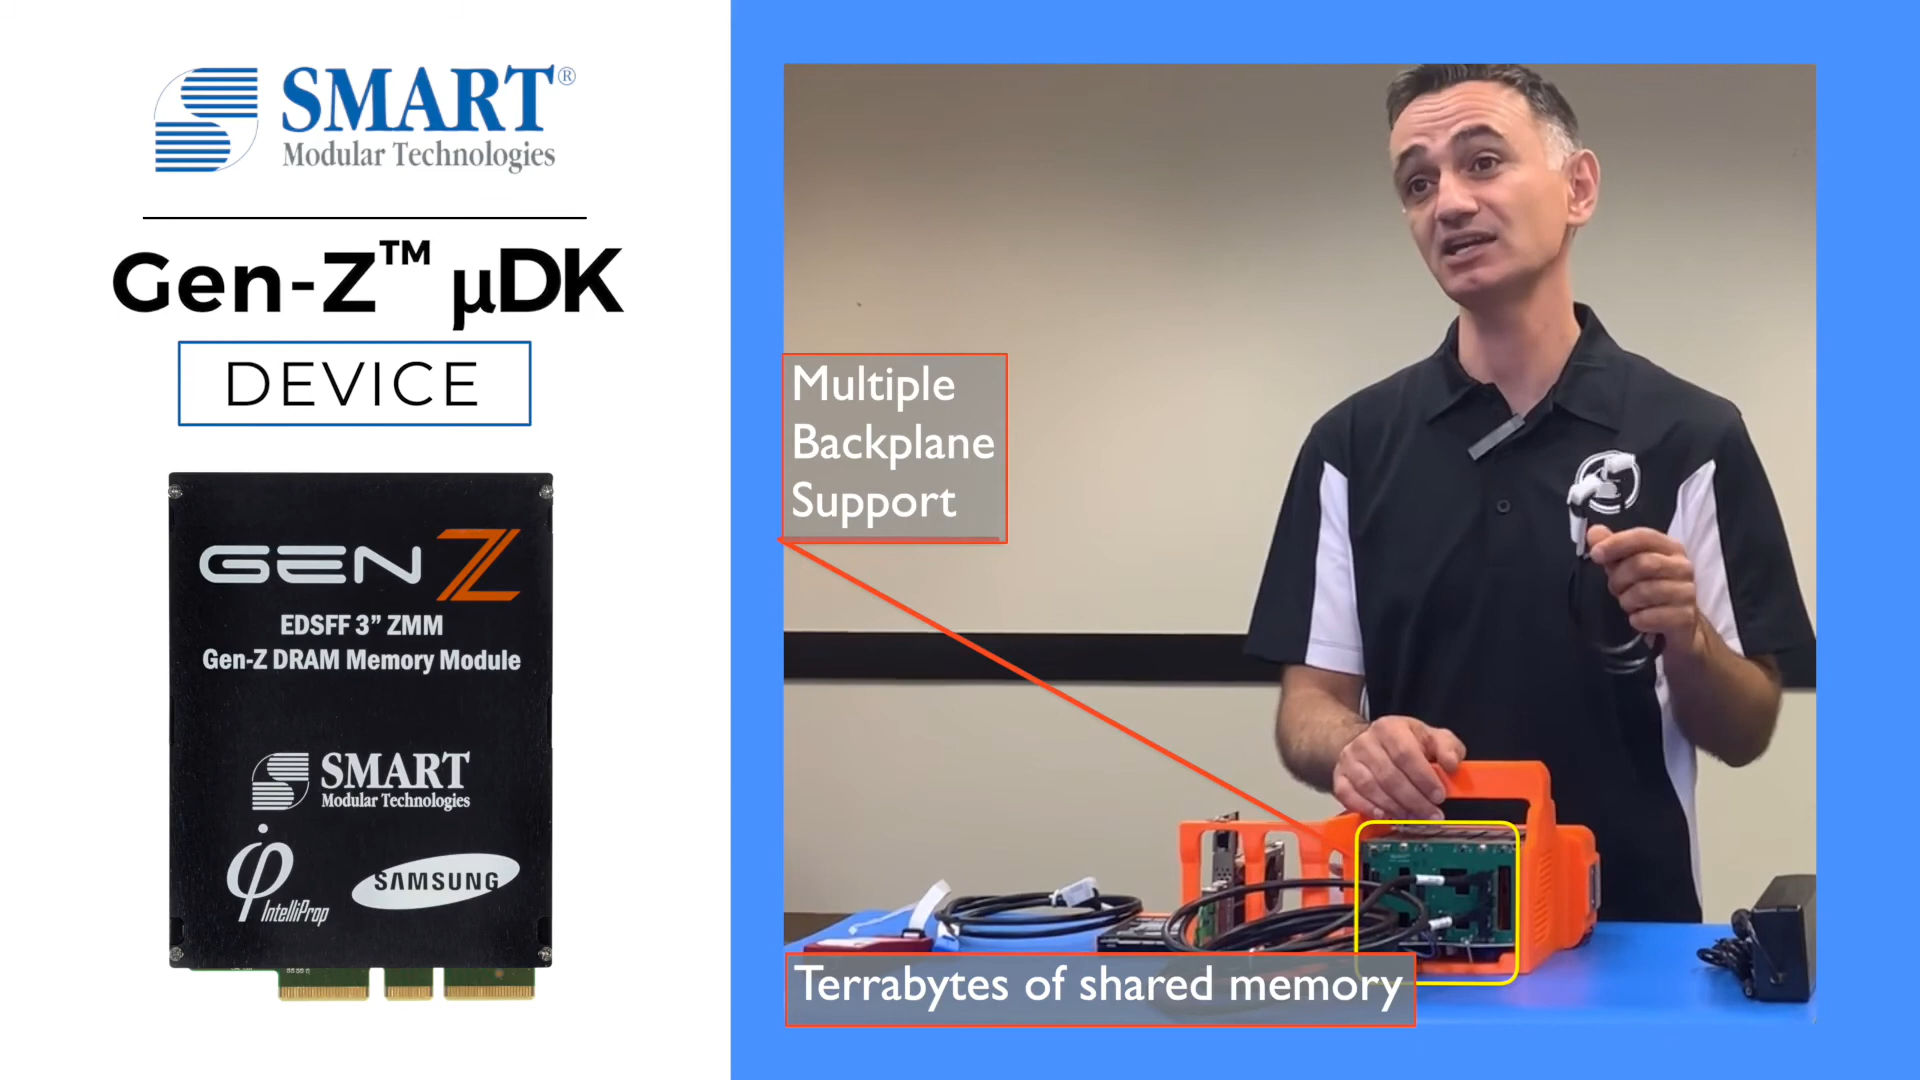 SMART®
Modular Technologies
Gen-Z™ µDK
DEVICE
GEN Z
EDSFF 3” ZMM
Gen-Z DRAM Memory Module
SMART
Modular Technologies
IntelliProp
SAMSUNG
Multiple
Backplane
Support
Terrabytes of shared memory